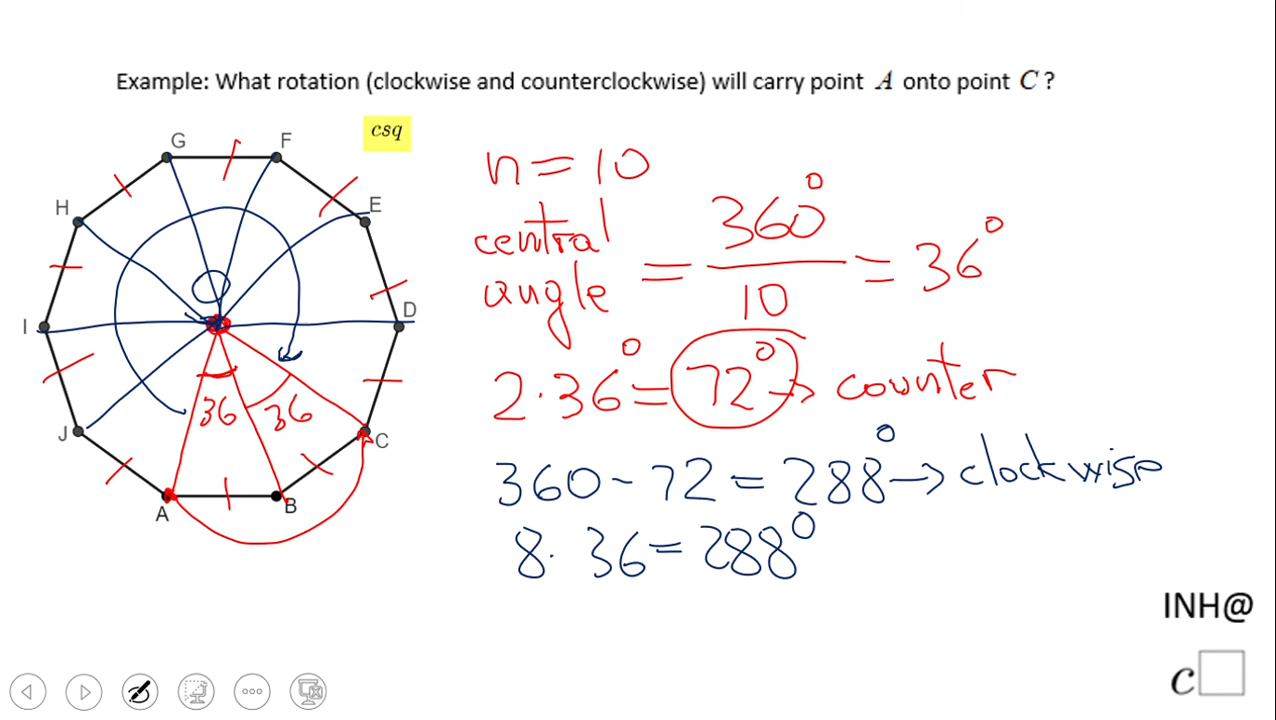 Example: What rotation (clockwise and counterclockwise) will carry point A onto point C ?
csq
G
F
H
E
I
D
J
C
A
B
36
36
n = 10
central angle = 360° / 10 = 36°
2 · 36° = 72° → counter
360 - 72 = 288° → clockwise
8 · 36 = 288°
INH@
c□